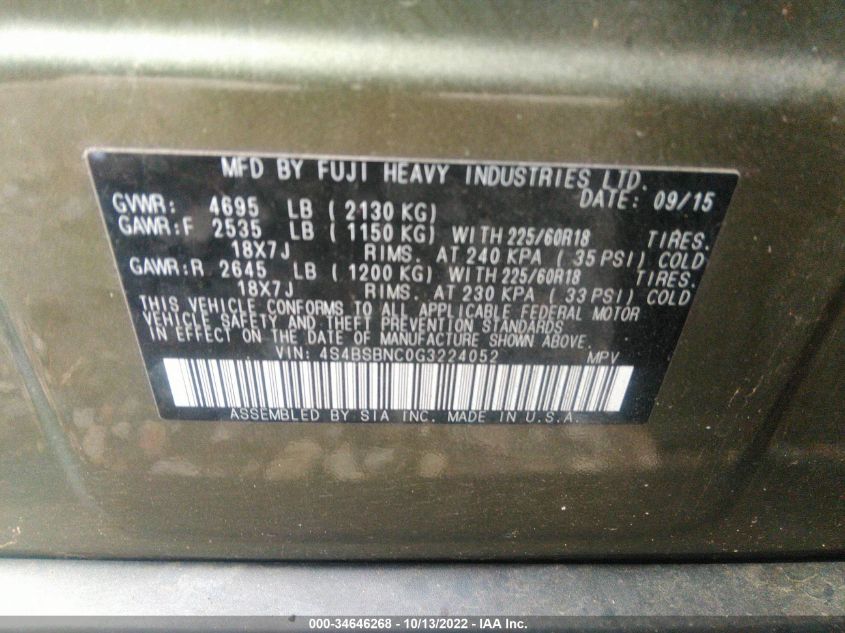 MFD BY FUJI HEAVY INDUSTRIES LTD.
DATE: 09/15
GVWR: 4695 LB ( 2130 KG)
GAWR:F 2535 LB ( 1150 KG) WITH 225/60R18 TIRES.
18X7J RIMS. AT 240 KPA ( 35 PSI) COLD
GAWR:R 2645 LB ( 1200 KG) WITH 225/60R18 TIRES.
18X7J RIMS. AT 230 KPA ( 33 PSI) COLD
THIS VEHICLE CONFORMS TO ALL APPLICABLE FEDERAL MOTOR
VEHICLE SAFETY AND THEFT PREVENTION STANDARDS
IN EFFECT ON THE DATE OF MANUFACTURE SHOWN ABOVE.
VIN: 4S4BSBNC0G3224052 MPV
ASSEMBLED BY SIA INC. MADE IN U.S.A.
000-34646268 - 10/13/2022 - IAA Inc.